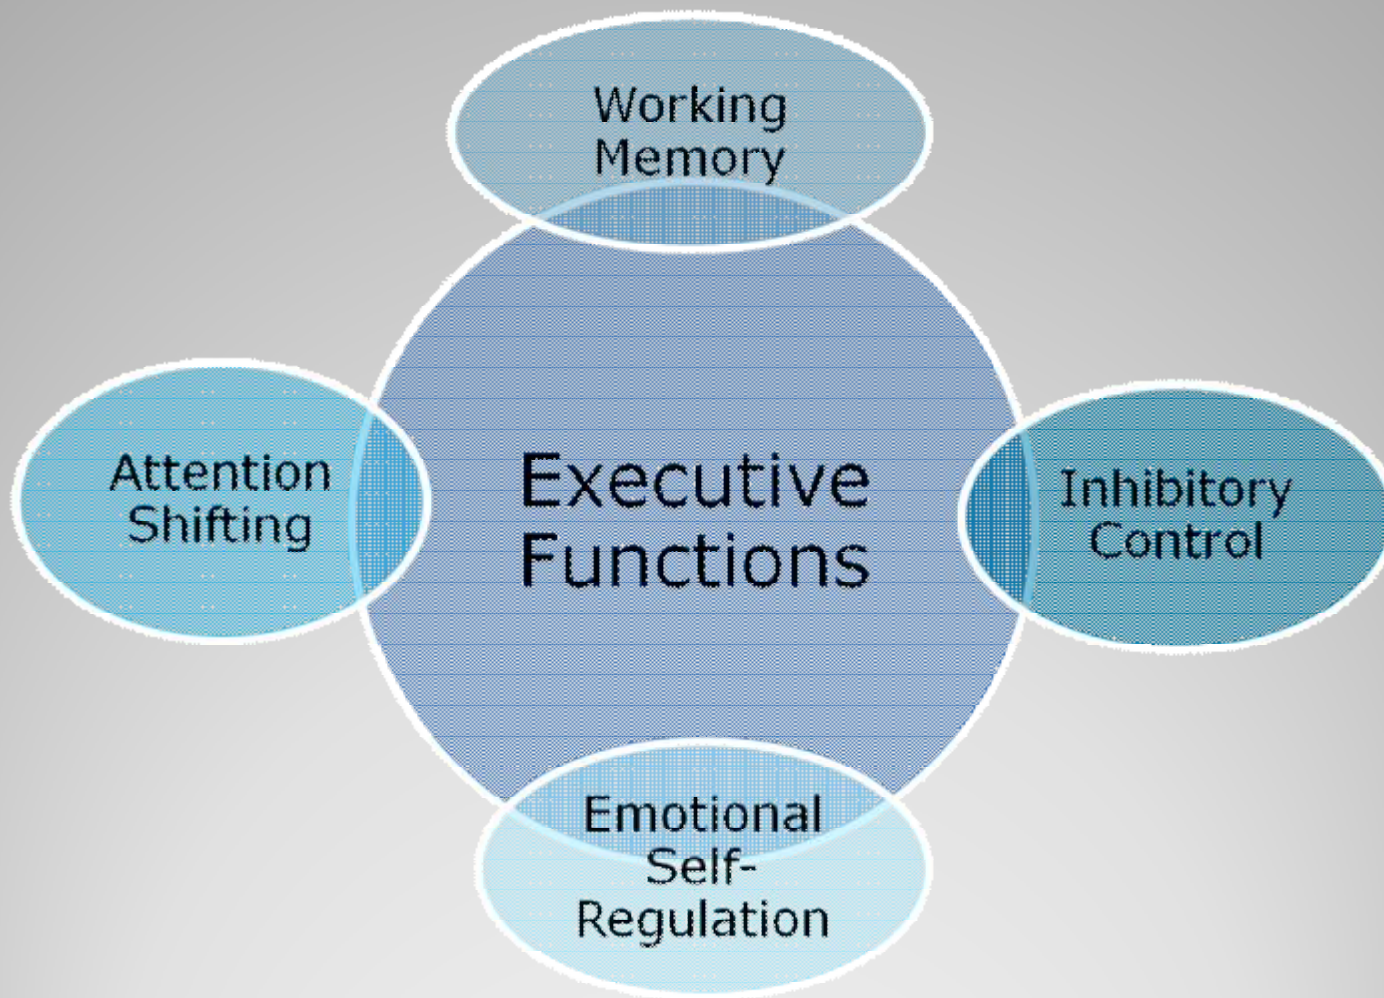 Working
Memory
Attention
Shifting
Executive
Functions
Inhibitory
Control
Emotional
Self-
Regulation